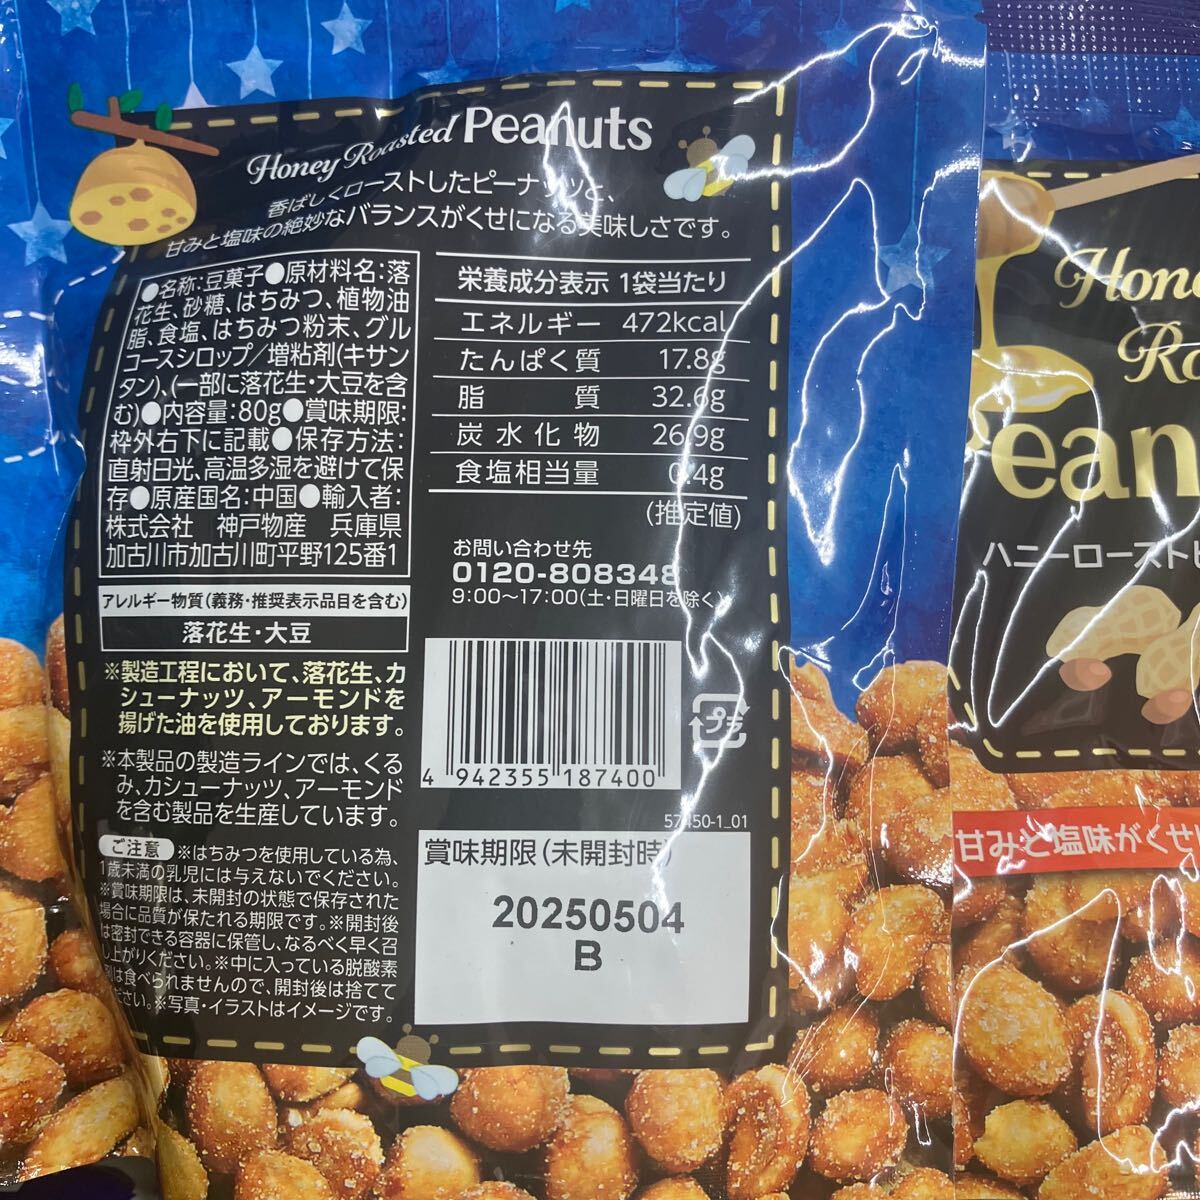 Honey Roasted Peanuts
香ばしくローストしたピーナッツと、
甘みと塩味の絶妙なバランスがくせになる美味しさです。
●名称:豆菓子●原材料名:落
花生、砂糖、はちみつ、植物油
脂、食塩、はちみつ粉末、グル
コースシロップ/増粘剤(キサン
タン)、(一部に落花生・大豆を含
む)●内容量:80g●賞味期限:
枠外右下に記載●保存方法:
直射日光、高温多湿を避けて保
存●原産国名:中国●輸入者:
株式会社 神戸物産 兵庫県
加古川市加古川町平野125番1
アレルギー物質(義務・推奨表示品目を含む)
落花生・大豆
※製造工程において、落花生、カ
シューナッツ、アーモンドを
揚げた油を使用しております。
※本製品の製造ラインでは、くる
み、カシューナッツ、アーモンド
を含む製品を生産しています。
ご注意 ※はちみつを使用している為、
1歳未満の乳児には与えないでください。
※賞味期限は、未開封の状態で保存された
場合に品質が保たれる期限です。※開封後
は密封できる容器に保管し、なるべく早く召
し上がりください。※中に入っている脱酸素
剤は食べられませんので、開封後は捨てて
ください。※写真・イラストはイメージです。
栄養成分表示 1袋当たり
エネルギー 472kcal
たんぱく質 17.8g
脂質 32.6g
炭水化物 26.9g
食塩相当量 0.4g
(推定値)
お問い合わせ先
0120-808348
9:00~17:00(土・日曜日を除く)
プラ
4 942355 187400
57450-1_01
賞味期限(未開封時)
20250504
B
Hon
Ro
ean
ハニーロースト
甘みと塩味がくせ